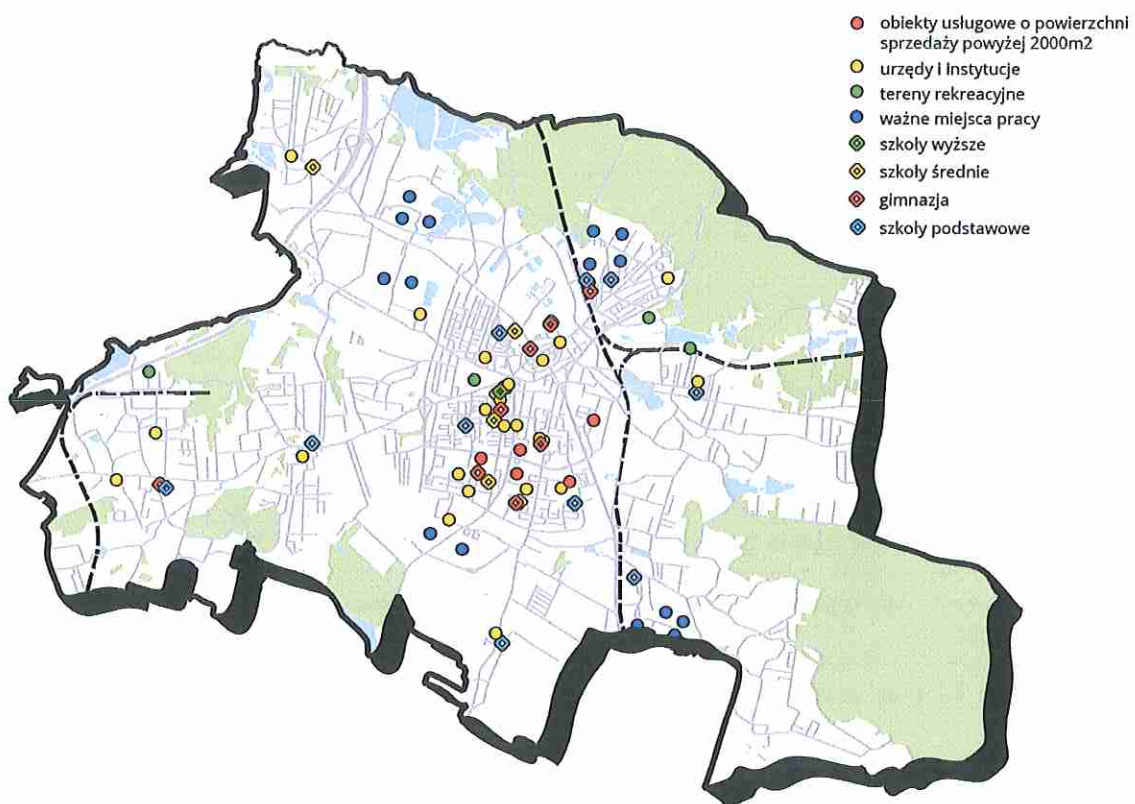 obiekty usługowe o powierzchni
sprzedaży powyżej 2000m2
urzędy i instytucje
tereny rekreacyjne
ważne miejsca pracy
szkoły wyższe
szkoły średnie
gimnazja
szkoły podstawowe